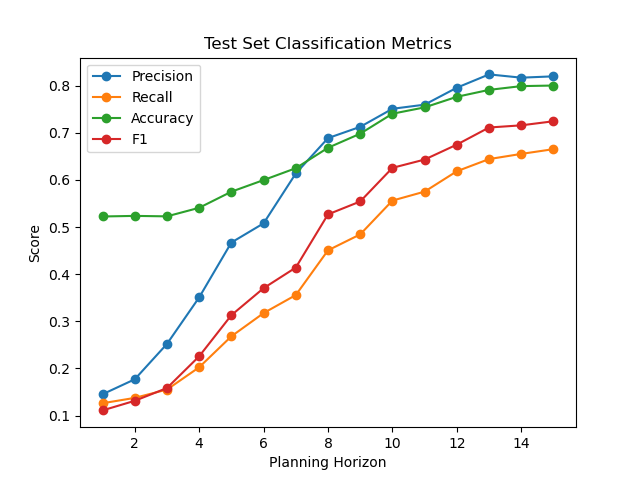 Test Set Classification Metrics
Precision
Recall
Accuracy
F1
Score
0.8
0.7
0.6
0.5
0.4
0.3
0.2
0.1
2 4 6 8 10 12 14
Planning Horizon